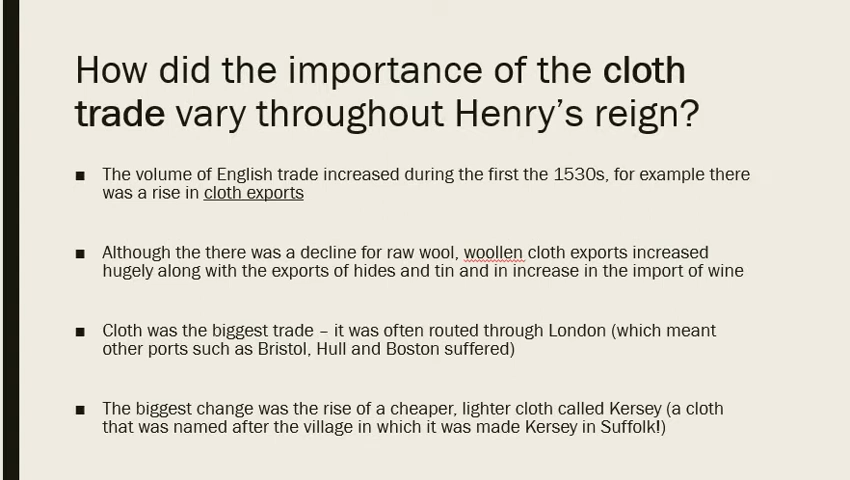 How did the importance of the cloth
trade vary throughout Henry’s reign?
■ The volume of English trade increased during the first the 1530s, for example there
was a rise in cloth exports
■ Although the there was a decline for raw wool, woollen cloth exports increased
hugely along with the exports of hides and tin and in increase in the import of wine
■ Cloth was the biggest trade – it was often routed through London (which meant
other ports such as Bristol, Hull and Boston suffered)
■ The biggest change was the rise of a cheaper, lighter cloth called Kersey (a cloth
that was named after the village in which it was made Kersey in Suffolk!)